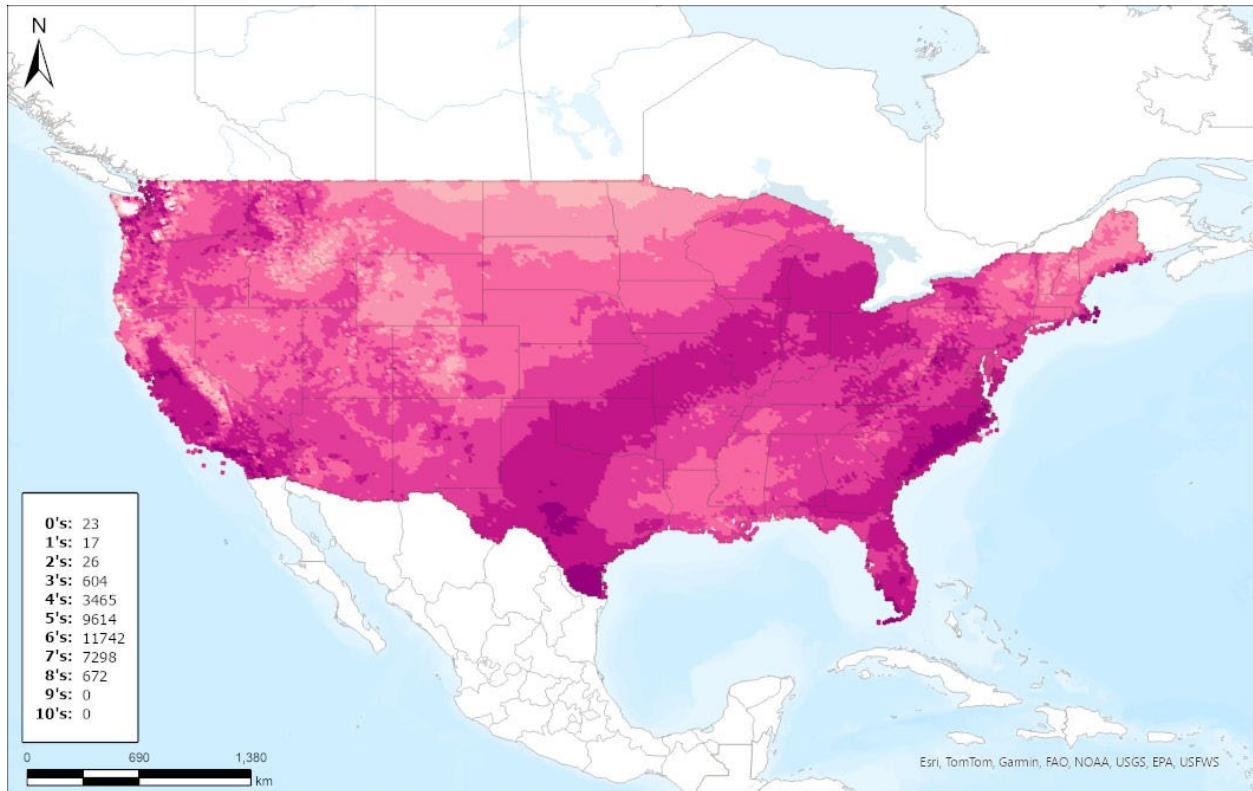 N
0's: 23
1's: 17
2's: 26
3's: 604
4's: 3465
5's: 9614
6's: 11742
7's: 7298
8's: 672
9's: 0
10's: 0
0 690 1,380
km
Esri, TomTom, Garmin, FAO, NOAA, USGS, EPA, USFWS